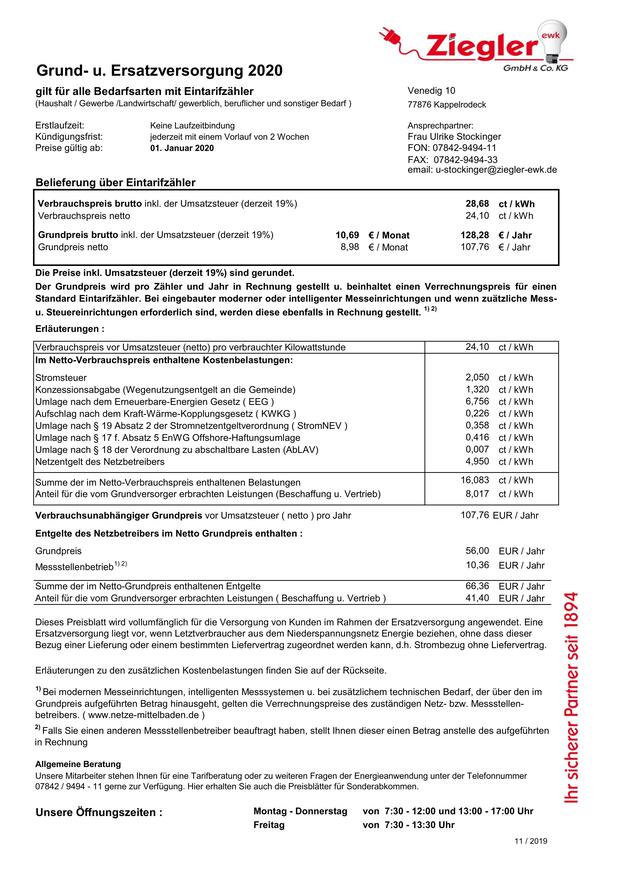 Ziegler ewk
GmbH & Co. KG
Grund- u. Ersatzversorgung 2020
gilt für alle Bedarfsarten mit Eintarifzähler
(Haushalt / Gewerbe /Landwirtschaft/ gewerblich, beruflicher und sonstiger Bedarf )
Venedig 10
77876 Kappelrodeck
Erstlaufzeit: Keine Laufzeitbindung
Kündigungsfrist: jederzeit mit einem Vorlauf von 2 Wochen
Preise gültig ab: 01. Januar 2020
Ansprechpartner:
Frau Ulrike Stockinger
FON: 07842-9494-11
FAX: 07842-9494-33
email: u-stockinger@ziegler-ewk.de
Belieferung über Eintarifzähler
Verbrauchspreis brutto inkl. der Umsatzsteuer (derzeit 19%) 28,68 ct / kWh
Verbrauchspreis netto 24,10 ct / kWh
Grundpreis brutto inkl. der Umsatzsteuer (derzeit 19%) 10,69 € / Monat 128,28 € / Jahr
Grundpreis netto 8,98 € / Monat 107,76 € / Jahr
Die Preise inkl. Umsatzsteuer (derzeit 19%) sind gerundet.
Der Grundpreis wird pro Zähler und Jahr in Rechnung gestellt u. beinhaltet einen Verrechnungspreis für einen
Standard Eintarifzähler. Bei eingebauter moderner oder intelligenter Messeinrichtungen und wenn zuätzliche Mess-
u. Steuereinrichtungen erforderlich sind, werden diese ebenfalls in Rechnung gestellt. 1) 2)
Erläuterungen :
Verbrauchspreis vor Umsatzsteuer (netto) pro verbrauchter Kilowattstunde 24,10 ct / kWh
Im Netto-Verbrauchspreis enthaltene Kostenbelastungen:
Stromsteuer 2,050 ct / kWh
Konzessionsabgabe (Wegenutzungsentgelt an die Gemeinde) 1,320 ct / kWh
Umlage nach dem Erneuerbare-Energien Gesetz ( EEG ) 6,756 ct / kWh
Aufschlag nach dem Kraft-Wärme-Kopplungsgesetz ( KWKG ) 0,226 ct / kWh
Umlage nach § 19 Absatz 2 der Stromnetzentgeltverordnung ( StromNEV ) 0,358 ct / kWh
Umlage nach § 17 f. Absatz 5 EnWG Offshore-Haftungsumlage 0,416 ct / kWh
Umlage nach § 18 der Verordnung zu abschaltbare Lasten (AbLAV) 0,007 ct / kWh
Netzentgelt des Netzbetreibers 4,950 ct / kWh
Summe der im Netto-Verbrauchspreis enthaltenen Belastungen 16,083 ct / kWh
Anteil für die vom Grundversorger erbrachten Leistungen (Beschaffung u. Vertrieb) 8,017 ct / kWh
Verbrauchsunabhängiger Grundpreis vor Umsatzsteuer ( netto ) pro Jahr 107,76 EUR / Jahr
Entgelte des Netzbetreibers im Netto Grundpreis enthalten :
Grundpreis 56,00 EUR / Jahr
Messstellenbetrieb1) 2) 10,36 EUR / Jahr
Summe der im Netto-Grundpreis enthaltenen Entgelte 66,36 EUR / Jahr
Anteil für die vom Grundversorger erbrachten Leistungen ( Beschaffung u. Vertrieb ) 41,40 EUR / Jahr
Dieses Preisblatt wird vollumfänglich für die Versorgung von Kunden im Rahmen der Ersatzversorgung angewendet. Eine
Ersatzversorgung liegt vor, wenn Letztverbraucher aus dem Niederspannungsnetz Energie beziehen, ohne dass dieser
Bezug einer Lieferung oder einem bestimmten Liefervertrag zugeordnet werden kann, d.h. Strombezug ohne Liefervertrag.
Erläuterungen zu den zusätzlichen Kostenbelastungen finden Sie auf der Rückseite.
1) Bei modernen Messeinrichtungen, intelligenten Messsystemen u. bei zusätzlichem technischen Bedarf, der über den im
Grundpreis aufgeführten Betrag hinausgeht, gelten die Verrechnungspreise des zuständigen Netz- bzw. Messstellen-
betreibers. ( www.netze-mittelbaden.de )
2) Falls Sie einen anderen Messstellenbetreiber beauftragt haben, stellt Ihnen dieser einen Betrag anstelle des aufgeführten
in Rechnung
Allgemeine Beratung
Unsere Mitarbeiter stehen Ihnen für eine Tarifberatung oder zu weiteren Fragen der Energieanwendung unter der Telefonnummer
07842 / 9494 - 11 gerne zur Verfügung. Hier erhalten Sie auch die Preisblätter für Sonderabkommen.
Unsere Öffnungszeiten : Montag - Donnerstag von 7:30 - 12:00 und 13:00 - 17:00 Uhr
Freitag von 7:30 - 13:30 Uhr
11 / 2019
Ihr sicherer Partner seit 1894